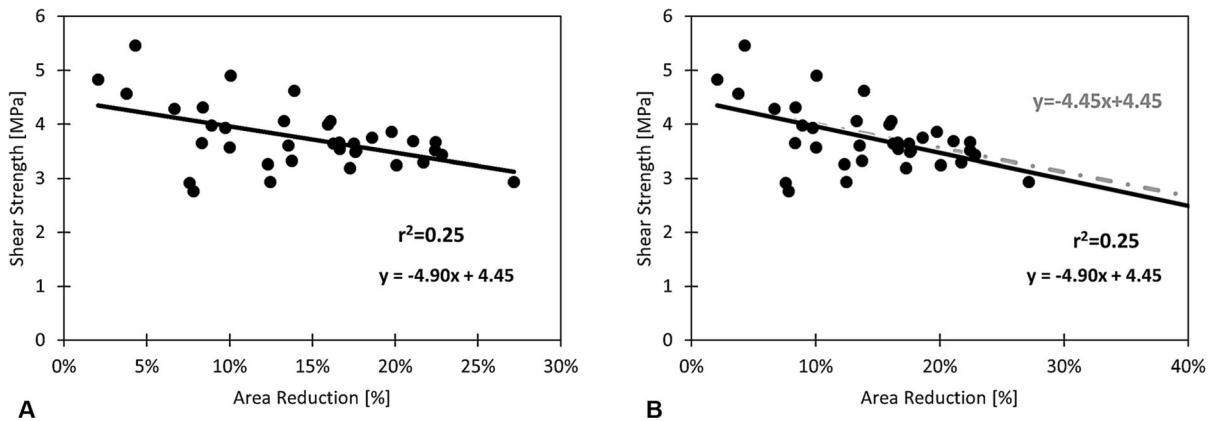 6
5
4
3
2
1
0
Shear Strength [MPa]
r²=0.25
y = -4.90x + 4.45
0% 5% 10% 15% 20% 25% 30%
Area Reduction [%]
A
6
5
4
3
2
1
0
Shear Strength [MPa]
y=-4.45x+4.45
r²=0.25
y = -4.90x + 4.45
0% 10% 20% 30% 40%
Area Reduction [%]
B